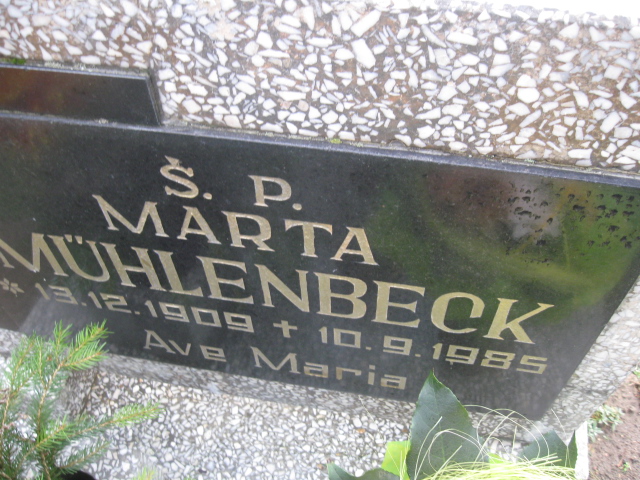 Š. P.
MARTA
MÜHLENBECK
* 13.12.1909 + 10.9.1985
Ave Maria